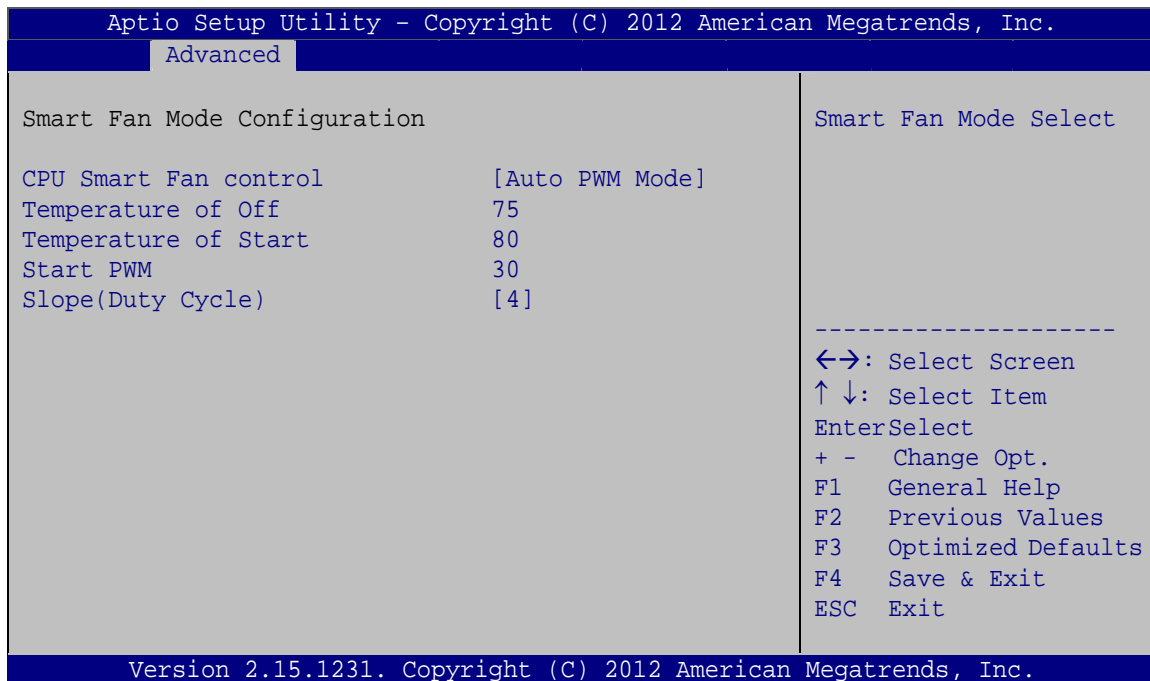 Aptio Setup Utility – Copyright (C) 2012 American Megatrends, Inc.
Advanced
Smart Fan Mode Configuration
CPU Smart Fan control [Auto PWM Mode]
Temperature of Off 75
Temperature of Start 80
Start PWM 30
Slope(Duty Cycle) [4]
Smart Fan Mode Select
---------------------
←→: Select Screen
↑ ↓: Select Item
EnterSelect
+ - Change Opt.
F1 General Help
F2 Previous Values
F3 Optimized Defaults
F4 Save & Exit
ESC Exit
Version 2.15.1231. Copyright (C) 2012 American Megatrends, Inc.